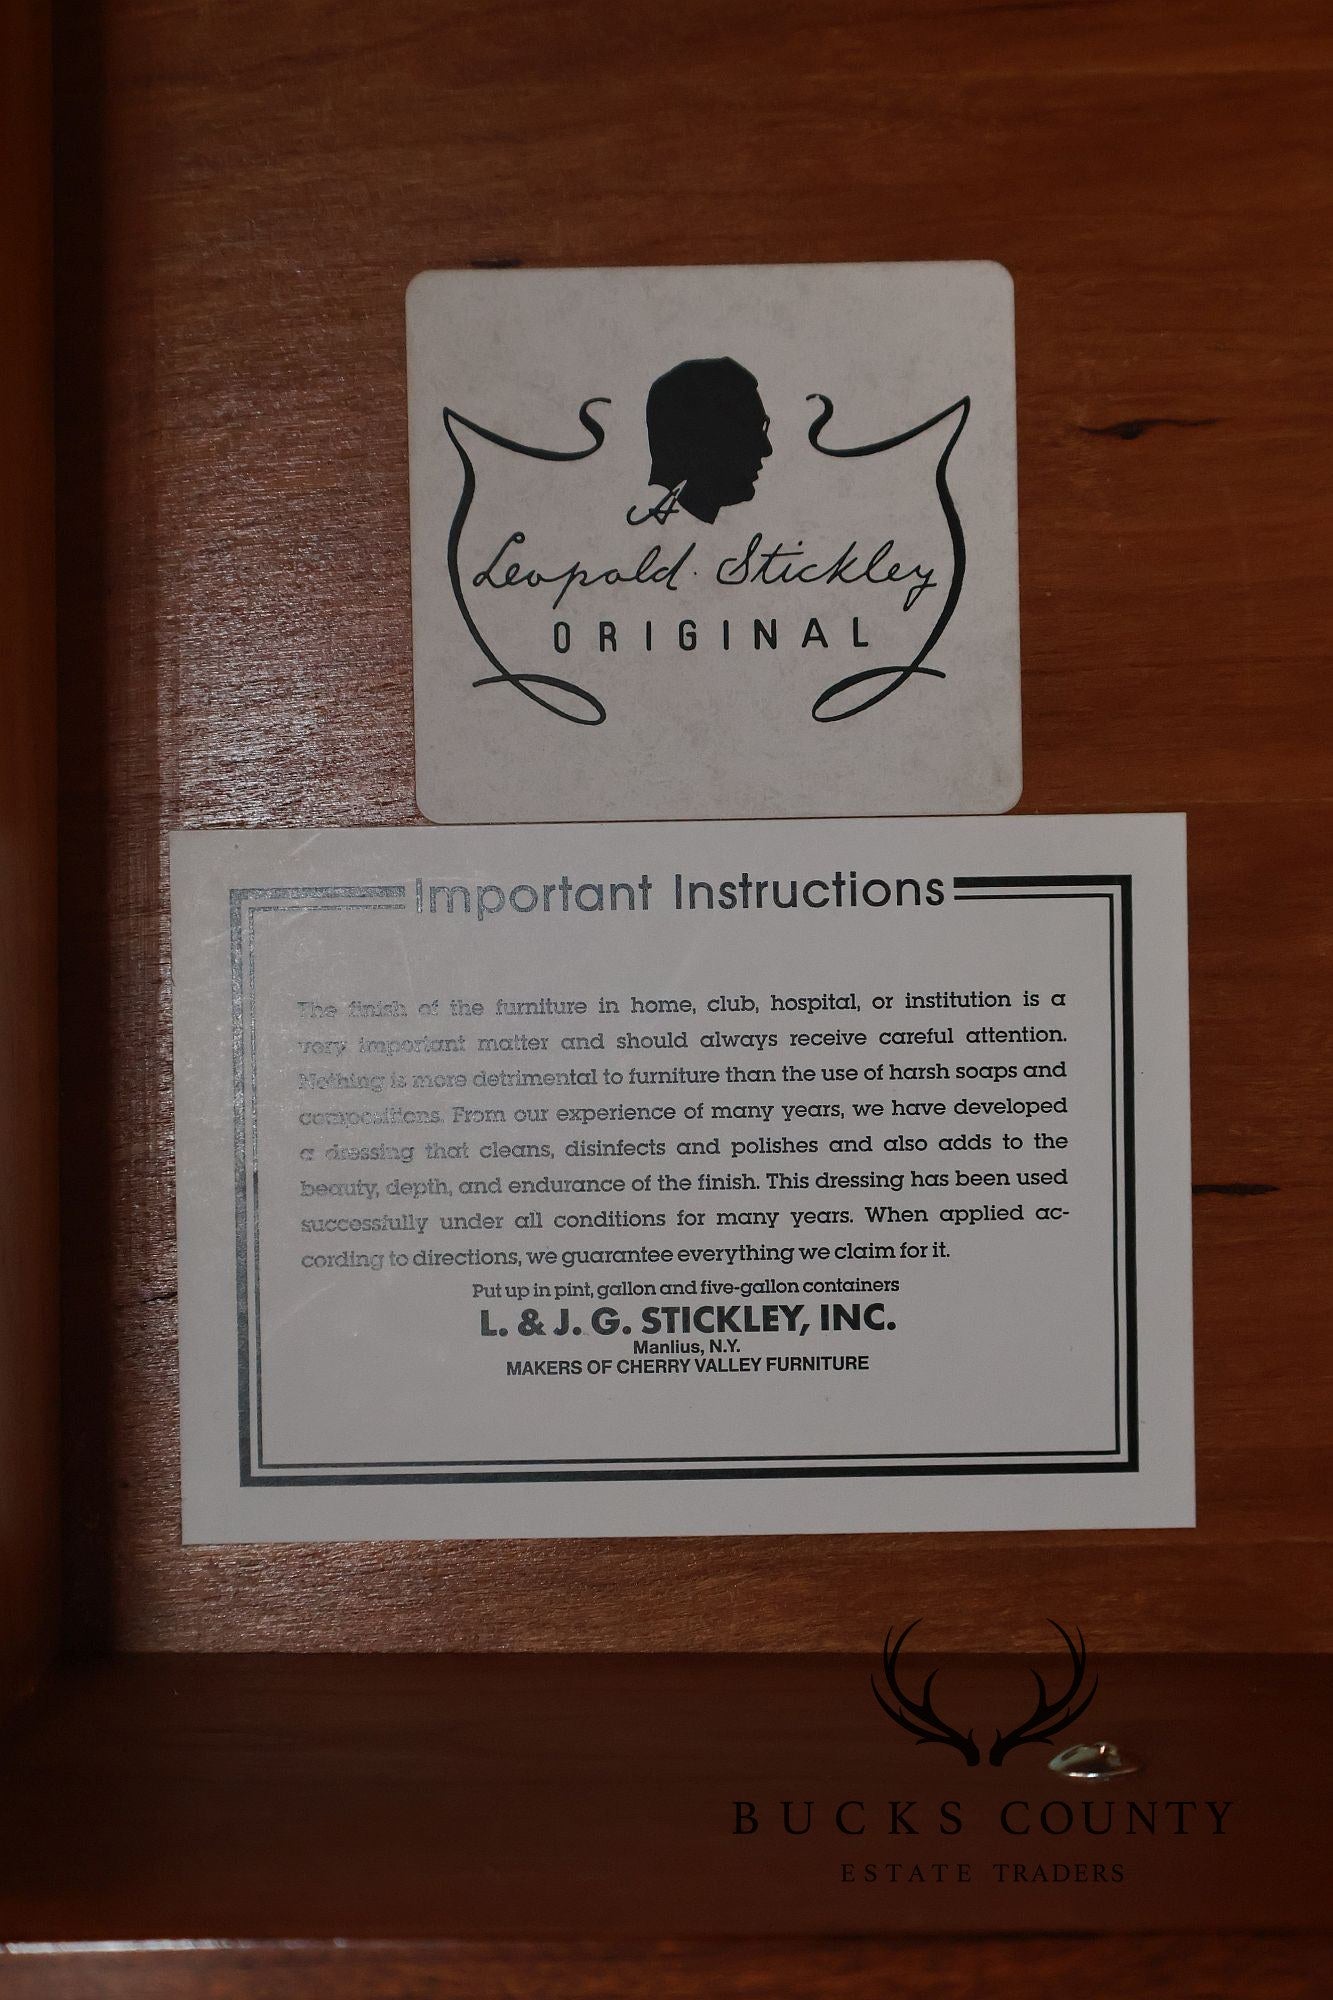 A
Leopold Stickley
ORIGINAL
Important Instructions
The finish of the furniture in home, club, hospital, or institution is a
very important matter and should always receive careful attention.
Nothing is more detrimental to furniture than the use of harsh soaps and
compositions. From our experience of many years, we have developed
a dressing that cleans, disinfects and polishes and also adds to the
beauty, depth, and endurance of the finish. This dressing has been used
successfully under all conditions for many years. When applied ac-
cording to directions, we guarantee everything we claim for it.
Put up in pint, gallon and five-gallon containers
L. & J. G. STICKLEY, INC.
Manlius, N.Y.
MAKERS OF CHERRY VALLEY FURNITURE
BUCKS COUNTY
ESTATE TRADERS